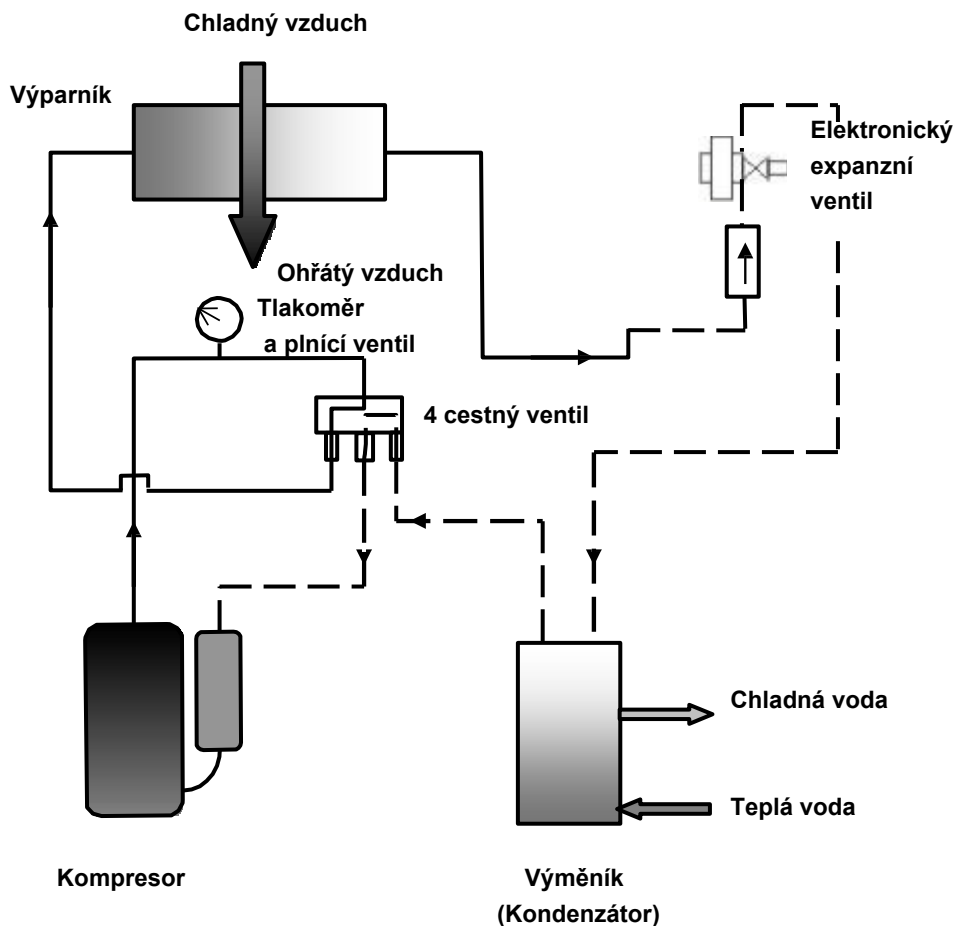 Chladný vzduch
Výparník
Elektronický
expanzní
ventil
Ohřátý vzduch
Tlakoměr
a plnící ventil
4 cestný ventil
Chladná voda
Teplá voda
Kompresor
Výměník
(Kondenzátor)